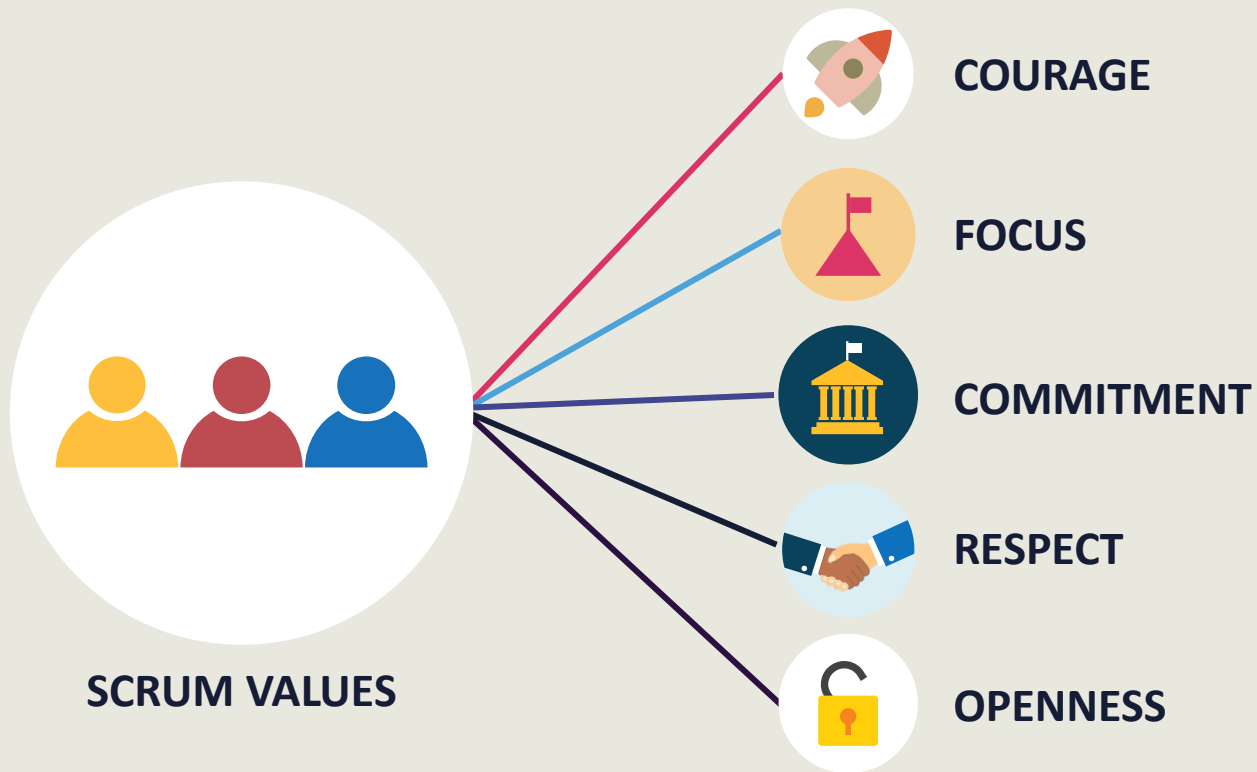 COURAGE
FOCUS
COMMITMENT
RESPECT
SCRUM VALUES
OPENNESS